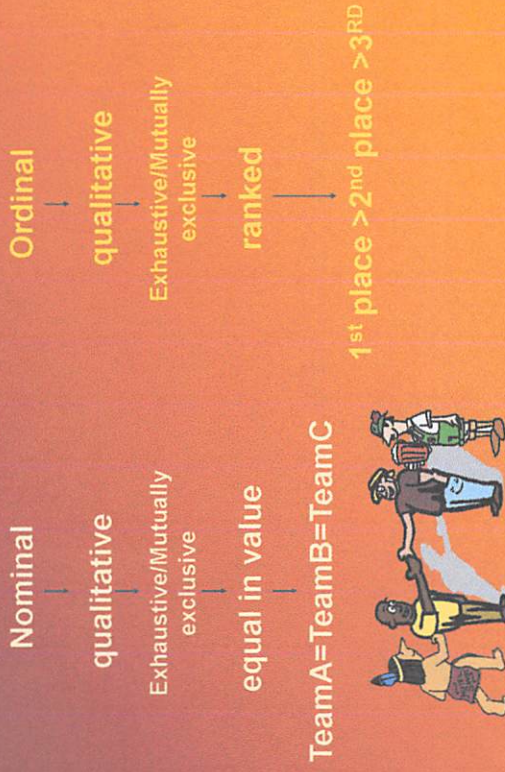 Nominal
qualitative
Exhaustive/Mutually
exclusive
equal in value
TeamA=TeamB=TeamC
Ordinal
qualitative
Exhaustive/Mutually
exclusive
ranked
1st place >2nd place >3RD